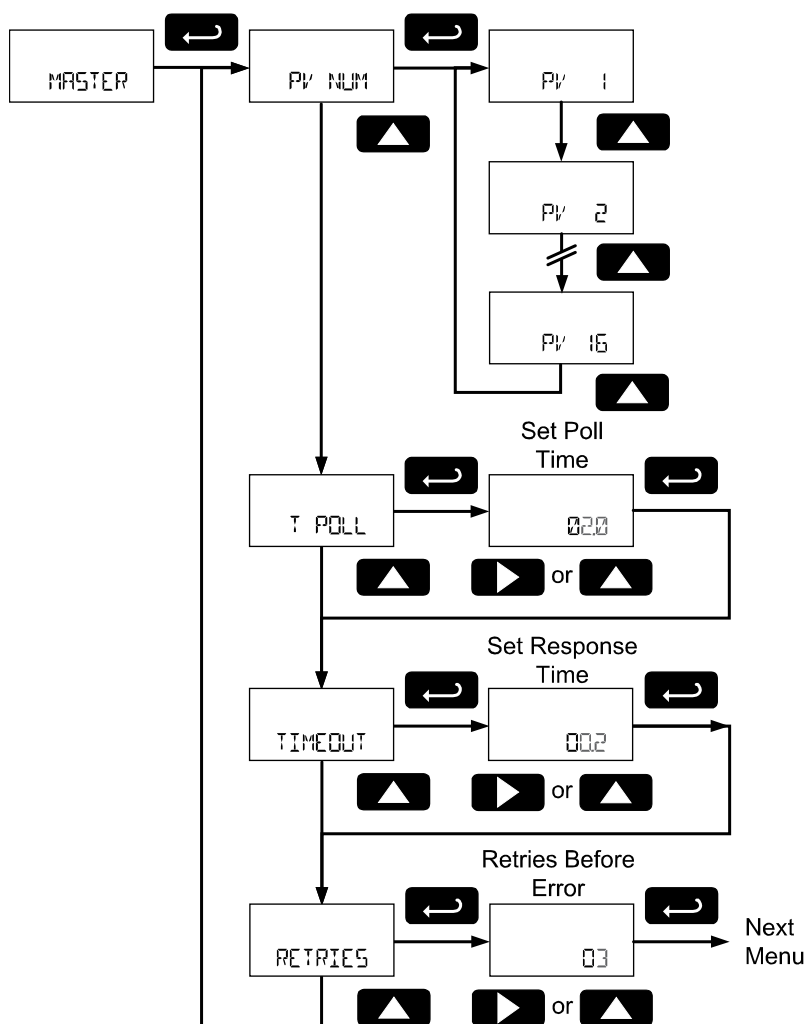 MASTER
PV NUM
PV 1
PV 2
PV 16
Set Poll
Time
T POLL
02.0
or
Set Response
Time
TIMEOUT
00.2
or
Retries Before
Error
RETRIES
03
Next
Menu
or